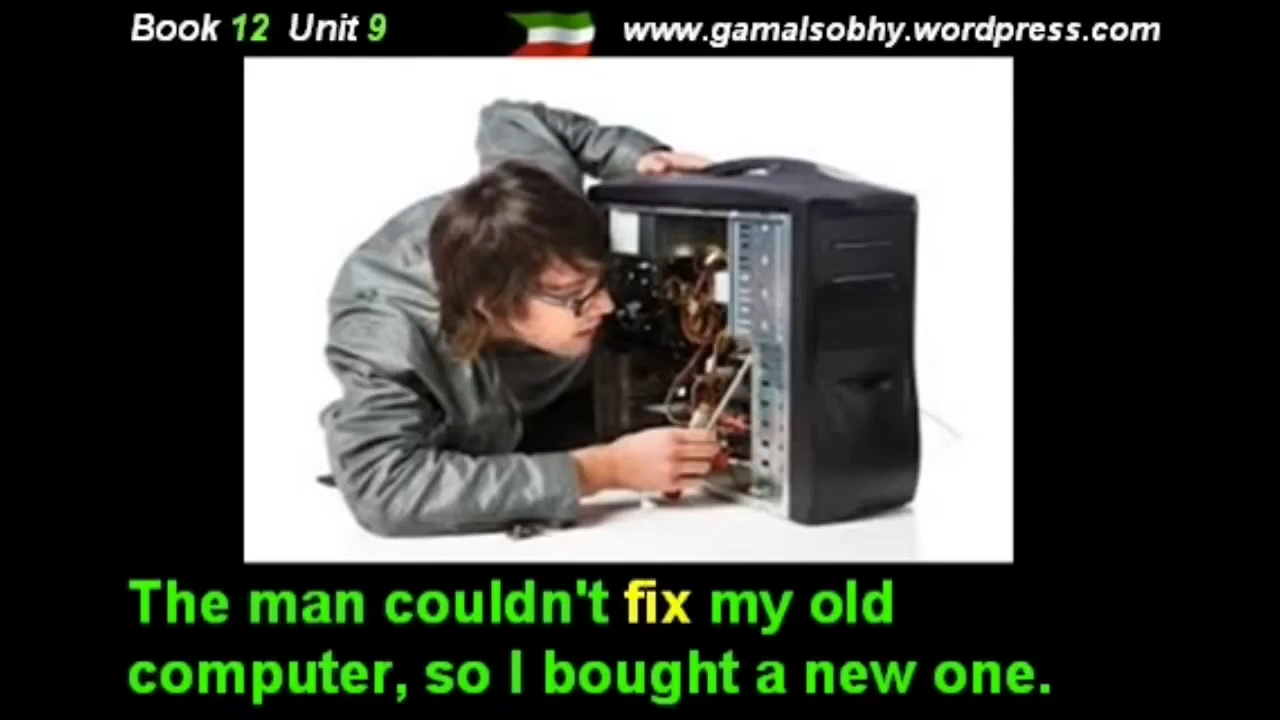 Book 12 Unit 9
www.gamalsobhy.wordpress.com
The man couldn't fix my old
computer, so I bought a new one.